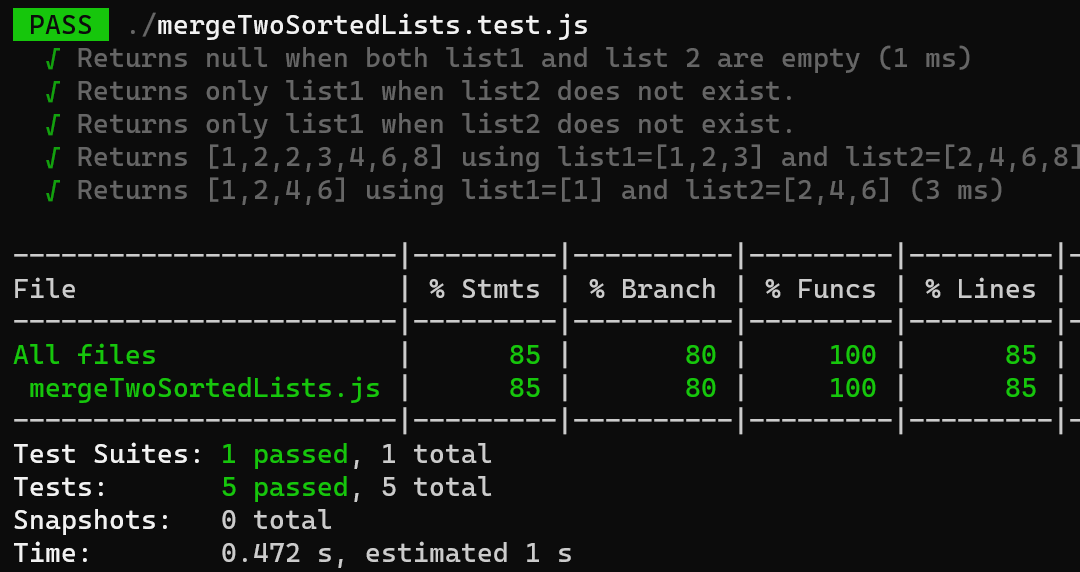 PASS ./mergeTwoSortedLists.test.js
√ Returns null when both list1 and list 2 are empty (1 ms)
√ Returns only list1 when list2 does not exist.
√ Returns only list1 when list2 does not exist.
√ Returns [1,2,2,3,4,6,8] using list1=[1,2,3] and list2=[2,4,6,8]
√ Returns [1,2,4,6] using list1=[1] and list2=[2,4,6] (3 ms)
------------------------|---------|----------|---------|---------|-
File | % Stmts | % Branch | % Funcs | % Lines |
------------------------|---------|----------|---------|---------|-
All files | 85 | 80 | 100 | 85 |
mergeTwoSortedLists.js | 85 | 80 | 100 | 85 |
------------------------|---------|----------|---------|---------|-
Test Suites: 1 passed, 1 total
Tests: 5 passed, 5 total
Snapshots: 0 total
Time: 0.472 s, estimated 1 s